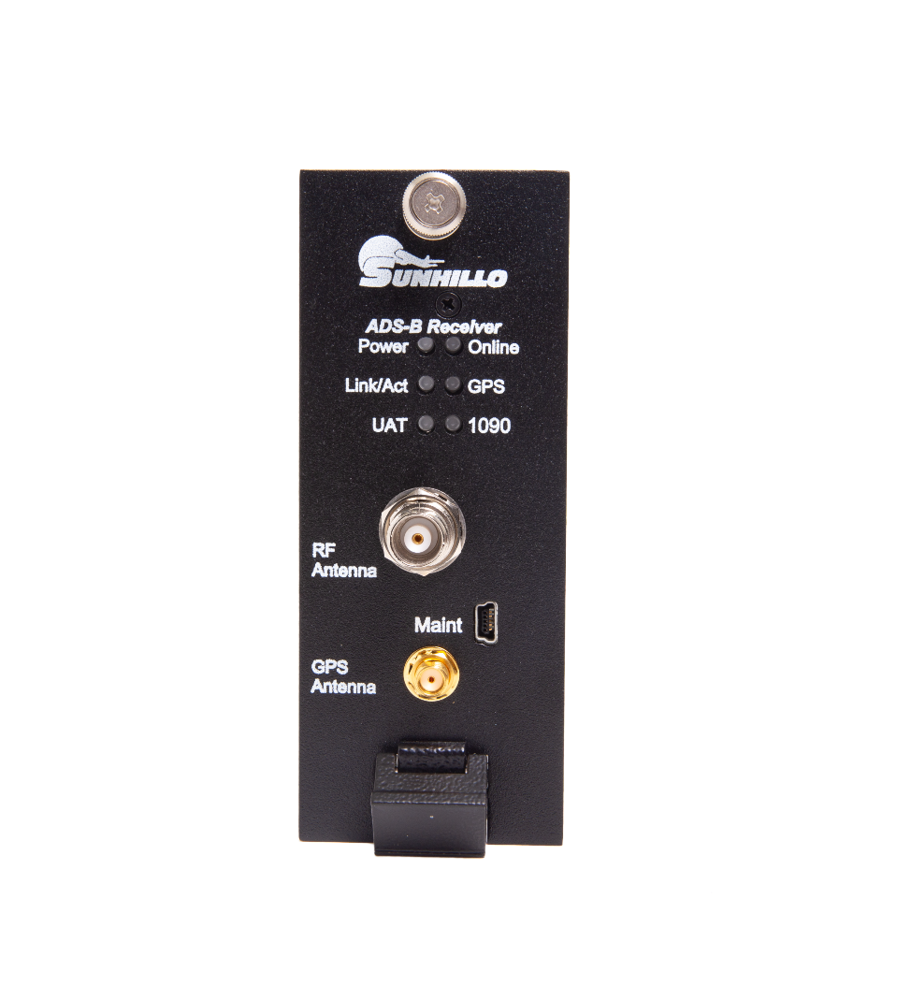 SUNHILLO
ADS-B Receiver
Power Online
Link/Act GPS
UAT 1090
RF
Antenna
Maint
GPS
Antenna